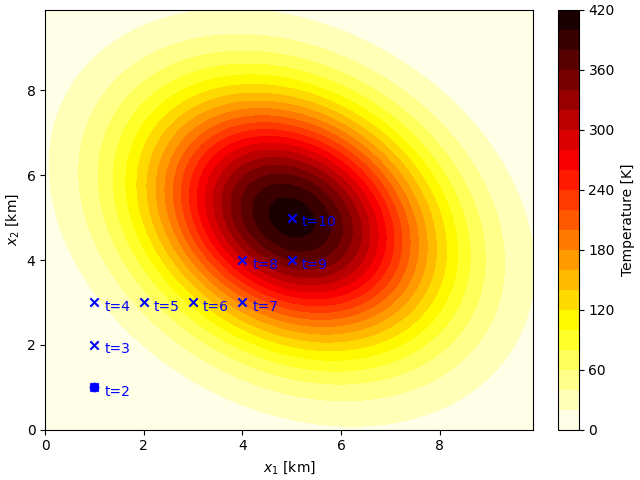 420
360
300
240
180
120
60
0
Temperature [K]
8
6
4
2
0
x₂ [km]
t=10
t=8
t=9
t=4
t=5
t=6
t=7
t=3
t=2
0
2
4
6
8
x₁ [km]